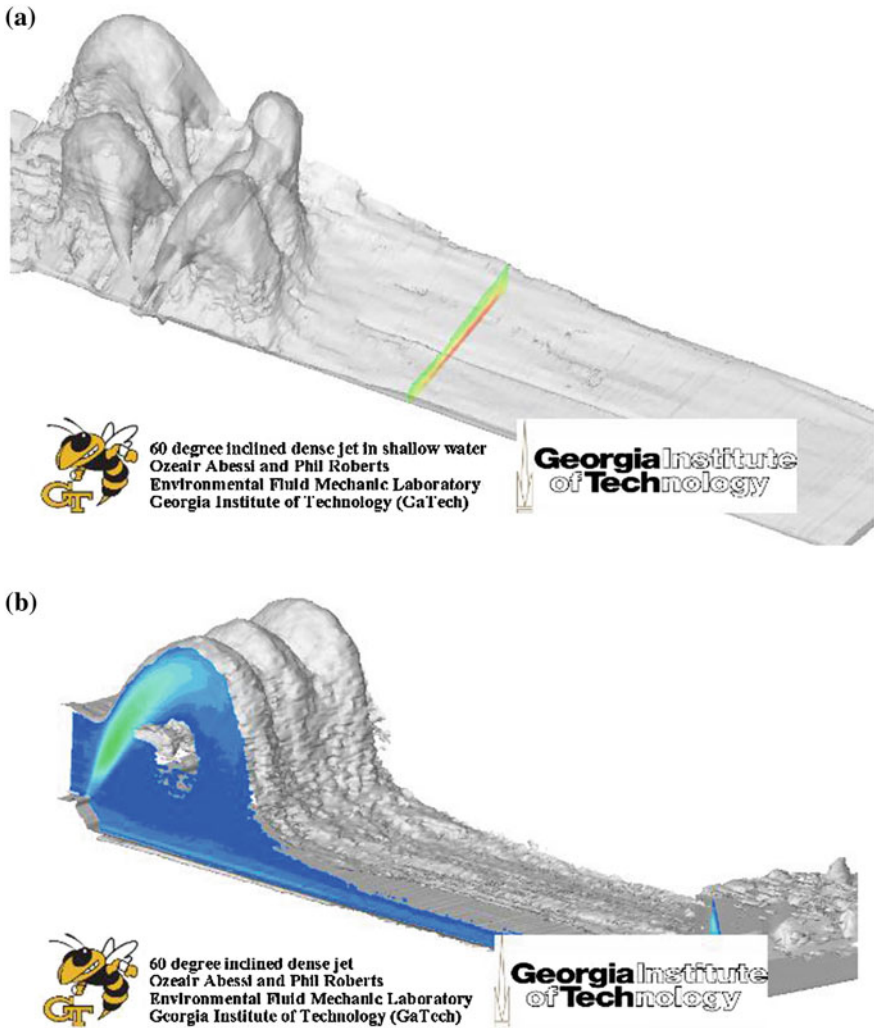 (a)
GT
60 degree inclined dense jet in shallow water
Ozeair Abessi and Phil Roberts
Environmental Fluid Mechanic Laboratory
Georgia Institute of Technology (GaTech)
Georgia Institute
of Technology
(b)
GT
60 degree inclined dense jet
Ozeair Abessi and Phil Roberts
Environmental Fluid Mechanic Laboratory
Georgia Institute of Technology (GaTech)
Georgia Institute
of Technology